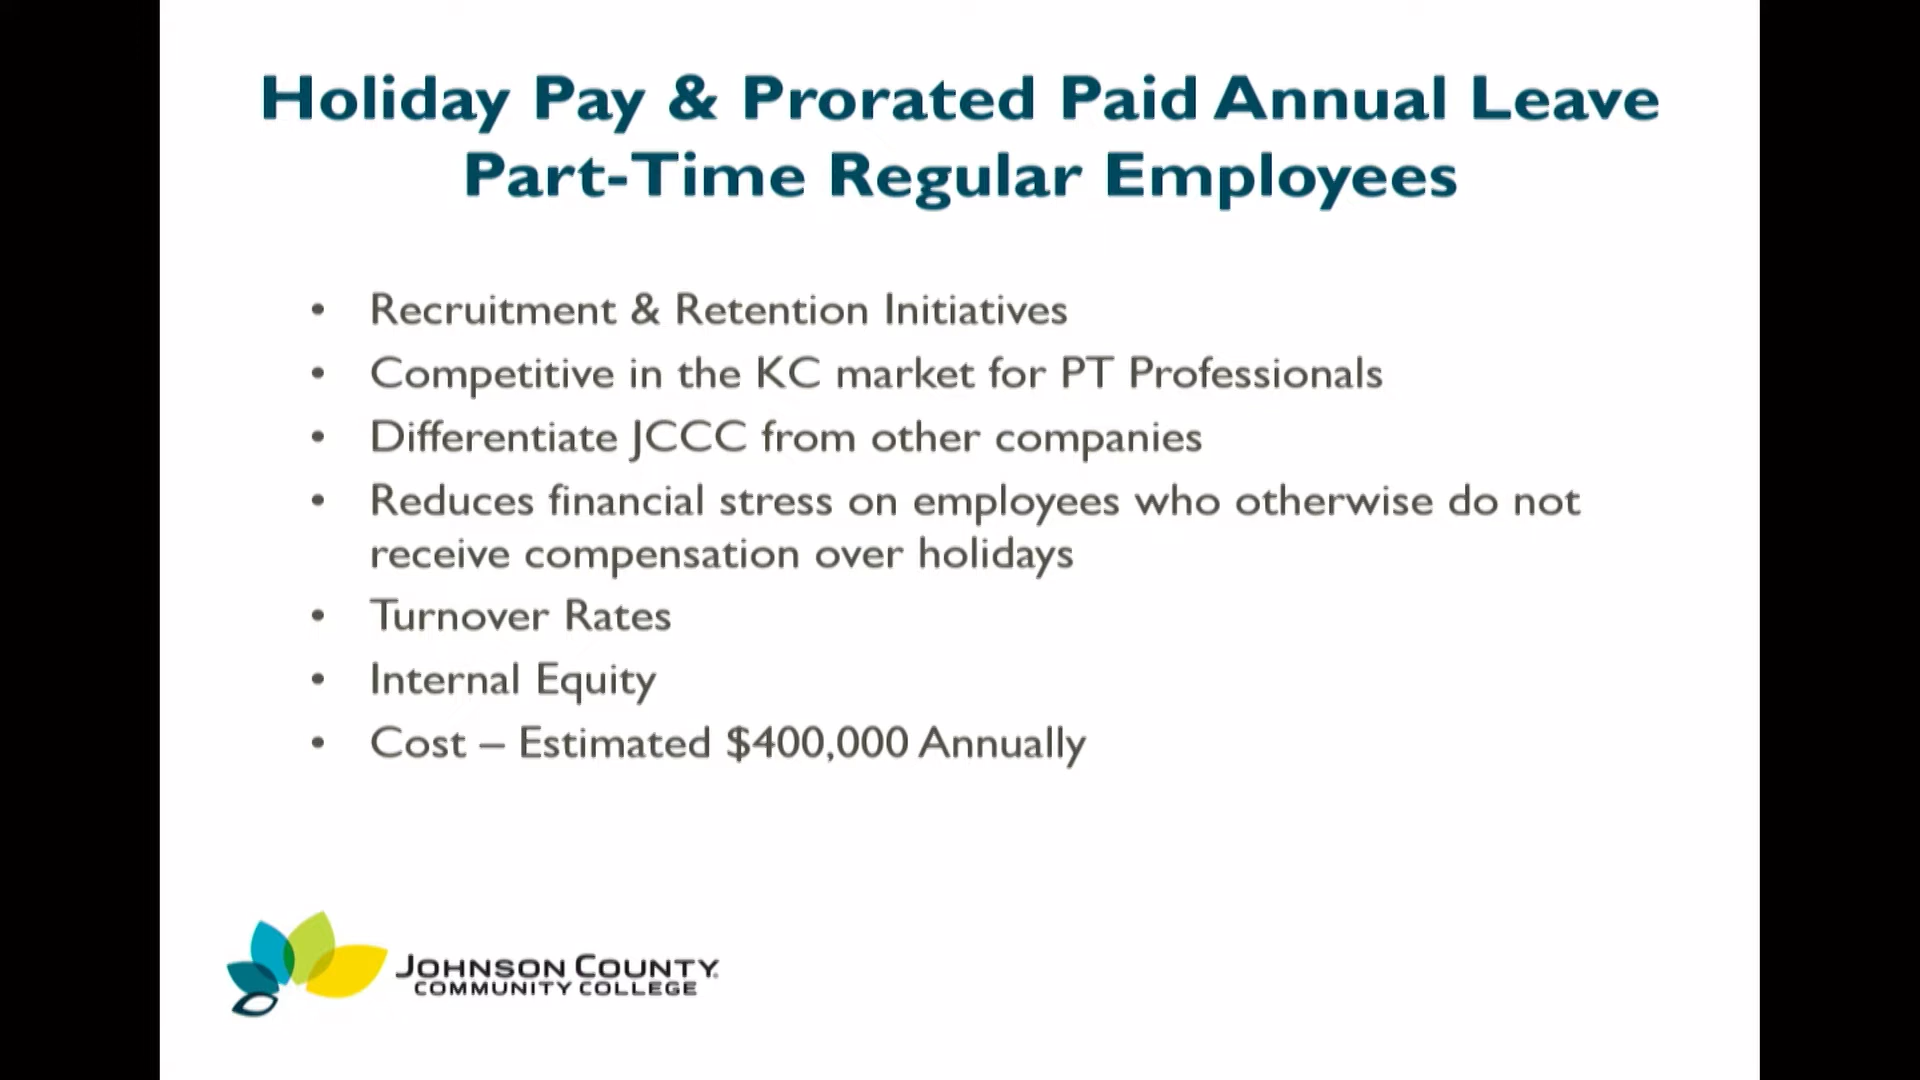 Holiday Pay & Prorated Paid Annual Leave
Part-Time Regular Employees
• Recruitment & Retention Initiatives
• Competitive in the KC market for PT Professionals
• Differentiate JCCC from other companies
• Reduces financial stress on employees who otherwise do not
receive compensation over holidays
• Turnover Rates
• Internal Equity
• Cost – Estimated $400,000 Annually
JOHNSON COUNTY
COMMUNITY COLLEGE